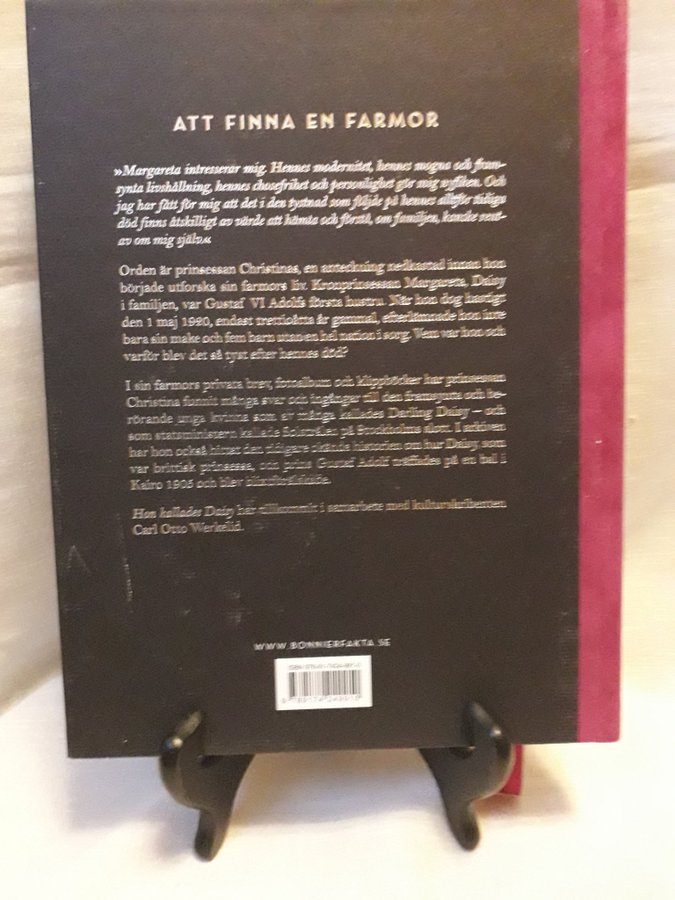 ATT FINNA EN FARMOR
»Margareta intresserar mig. Hennes modernitet, hennes mogna och fram-
synta livshållning, hennes chosefrihet och personlighet gör mig nyfiken. Och
jag har fått för mig att det i den tystnad som följde på hennes alltför tidiga
död finns åtskilligt av värde att hämta och förstå, om familjen, kanske rent-
av om mig själv.«
Orden är prinsessan Christinas, en anteckning nedkastad innan hon
började utforska sin farmors liv. Kronprinsessan Margareta, Daisy
i familjen, var Gustaf VI Adolfs första hustru. När hon dog hastigt
den 1 maj 1920, endast trettioåtta år gammal, efterlämnade hon inte
bara sin make och fem barn utan en hel nation i sorg. Vem var hon och
varför blev det så tyst efter hennes död?
I sin farmors privata brev, fotoalbum och klippböcker har prinsessan
Christina funnit många svar och ingångar till den framsynta och be-
rörande unga kvinna som av många kallades Darling Daisy – och
som statsministern kallade Solstrålen på Stockholms slott. I arkiven
har hon också hittat den tidigare okända historien om hur Daisy, som
var brittisk prinsessa, och prins Gustaf Adolf träffades på en bal i
Kairo 1905 och blev blixtförälskade.
Hon kallades Daisy har tillkommit i samarbete med kulturskribenten
Carl Otto Werkelid.
WWW.BONNIERFAKTA.SE